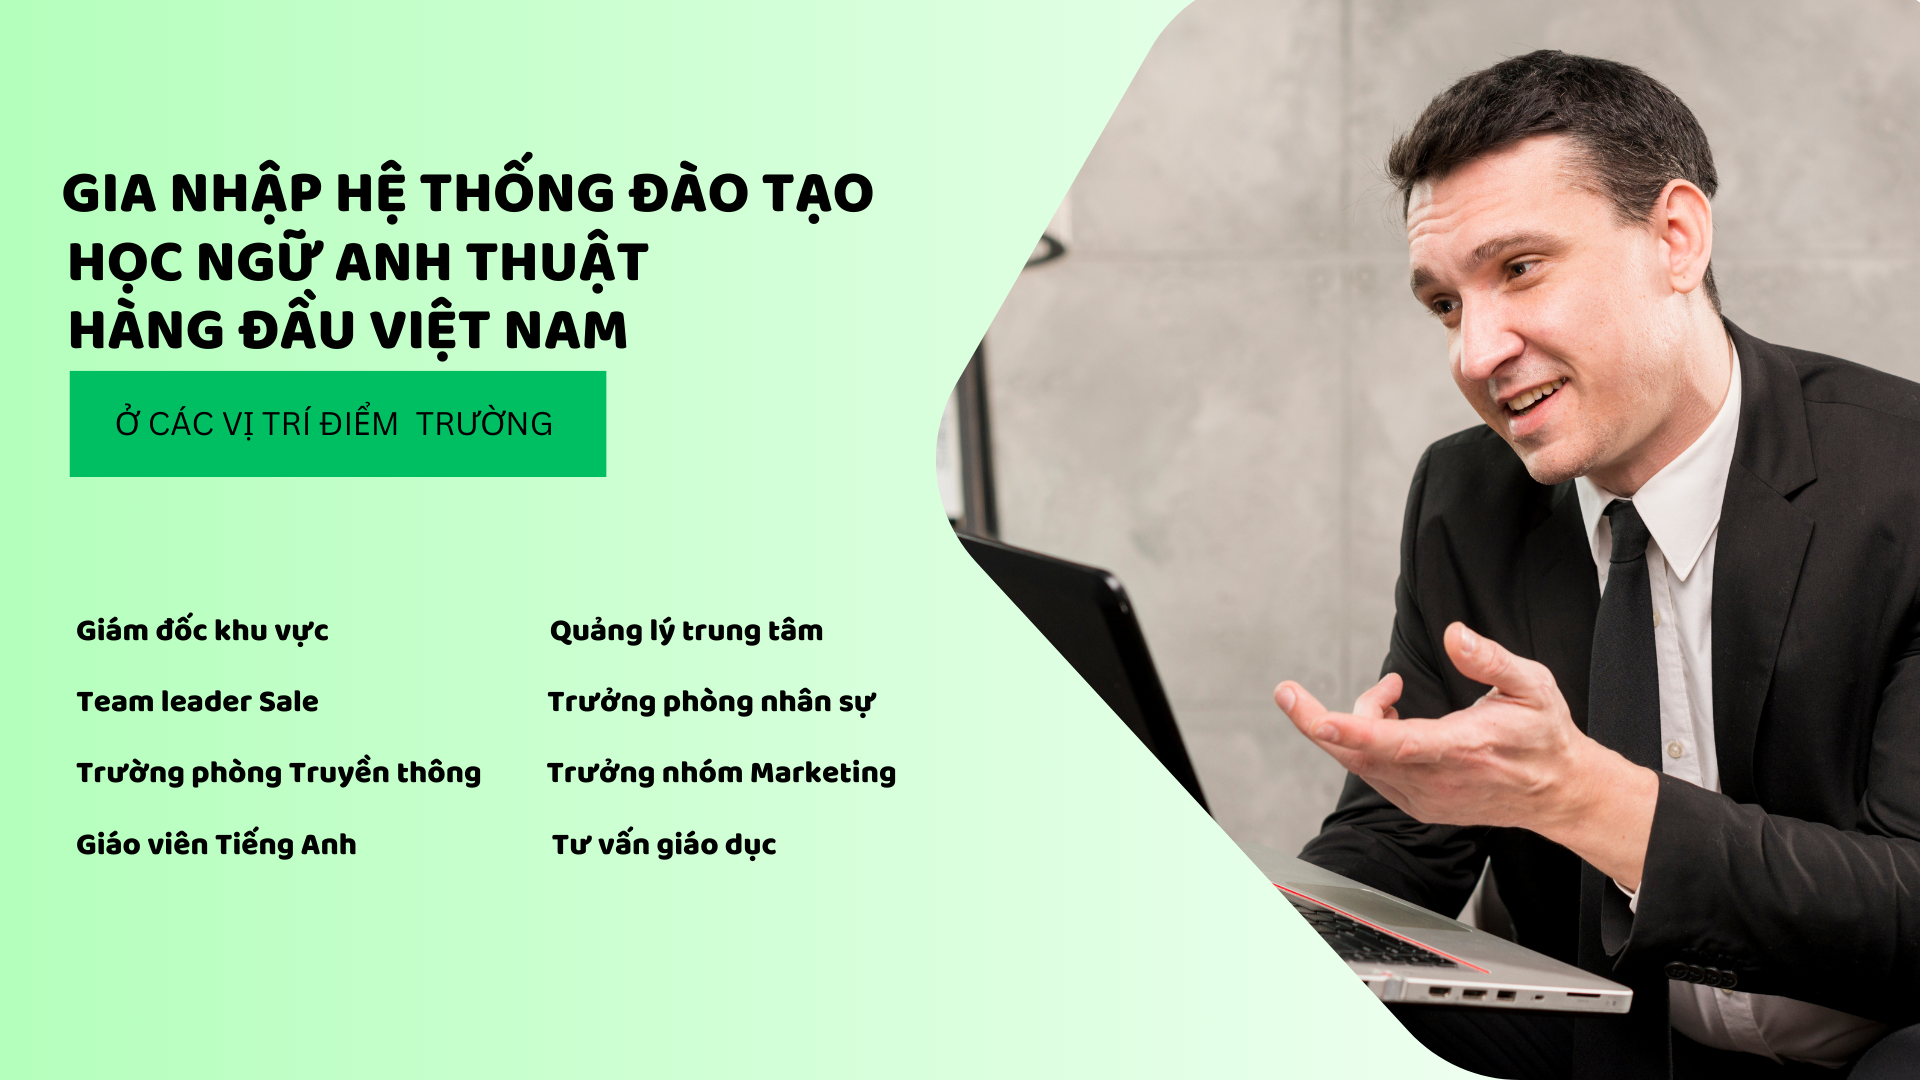 GIA NHẬP HỆ THỐNG ĐÀO TẠO
HỌC NGỮ ANH THUẬT
HÀNG ĐẦU VIỆT NAM
Ở CÁC VỊ TRÍ ĐIỂM TRƯỜNG
Giám đốc khu vực
Quảng lý trung tâm
Team leader Sale
Trưởng phòng nhân sự
Trường phòng Truyền thông
Trưởng nhóm Marketing
Giáo viên Tiếng Anh
Tư vấn giáo dục